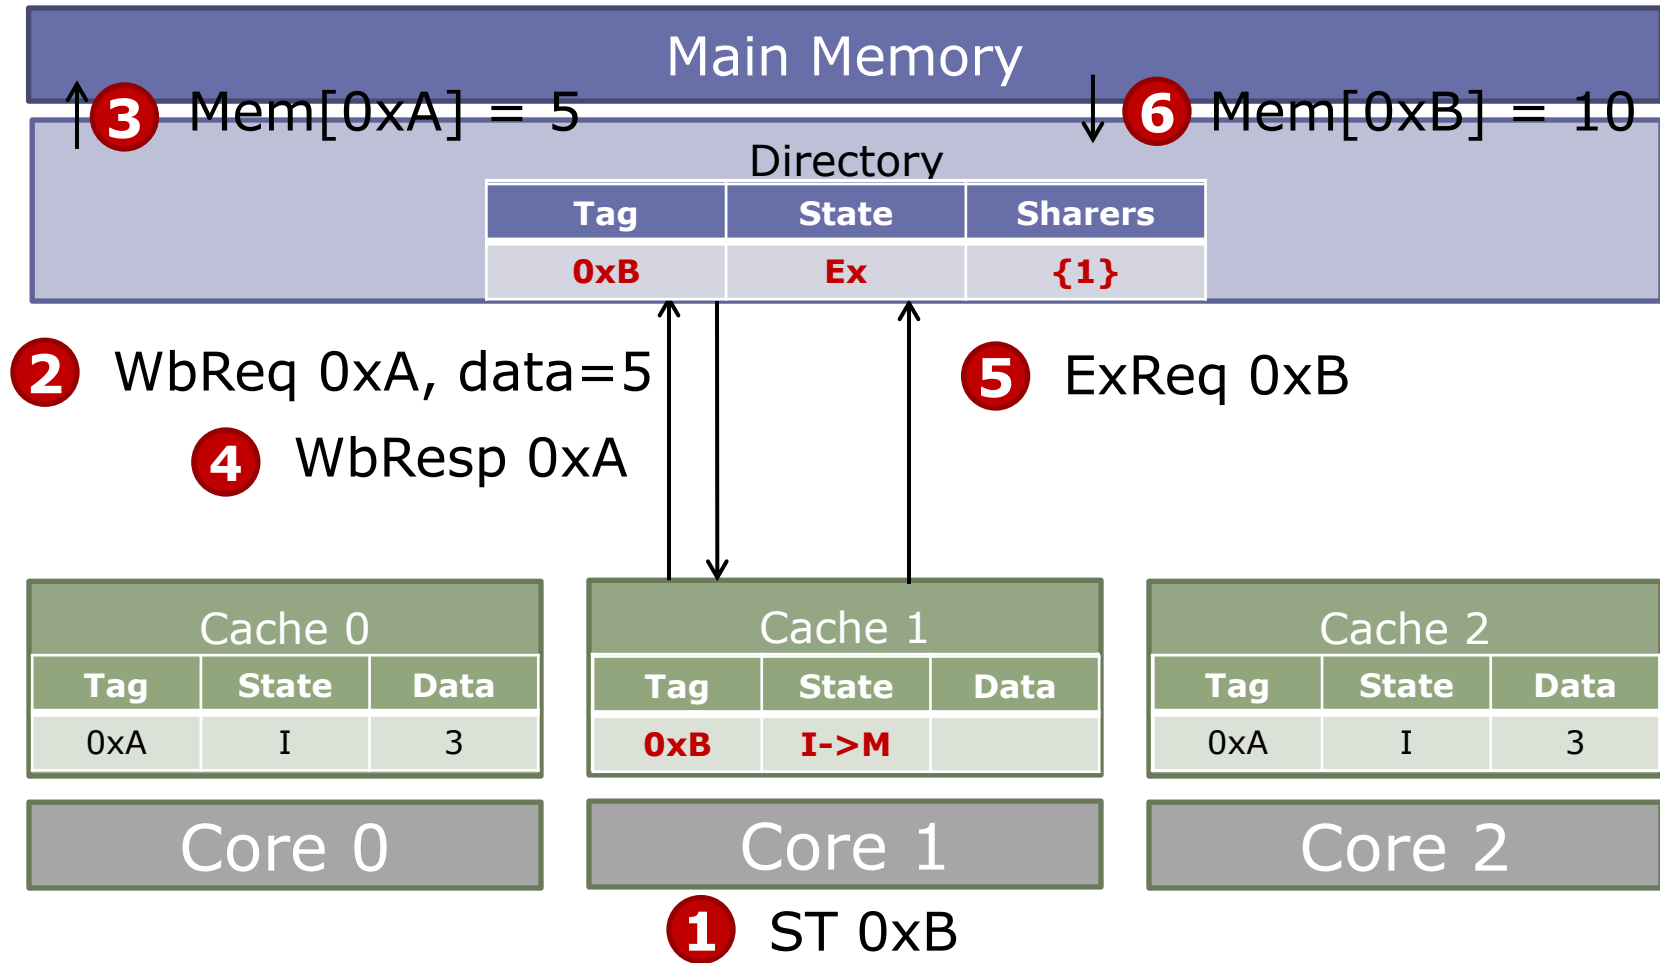 Main Memory
3 Mem[0xA] = 5
6 Mem[0xB] = 10
Directory
Tag State Sharers
0xB Ex {1}
2 WbReq 0xA, data=5
5 ExReq 0xB
4 WbResp 0xA
Cache 0
Tag State Data
0xA I 3
Cache 1
Tag State Data
0xB I->M
Cache 2
Tag State Data
0xA I 3
Core 0
Core 1
Core 2
1 ST 0xB